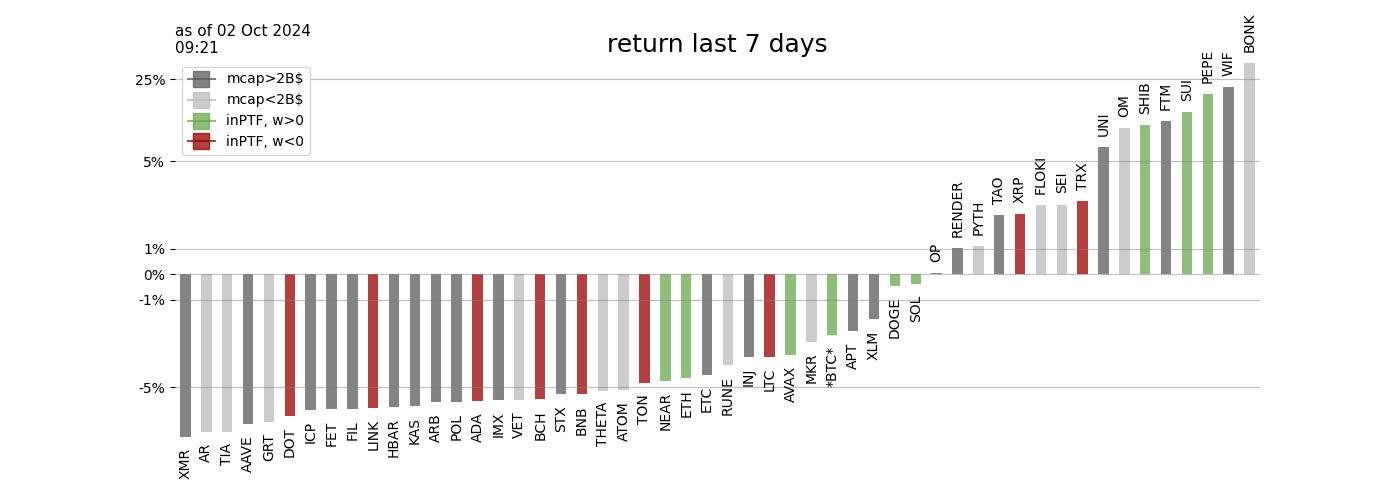 as of 02 Oct 2024
09:21
return last 7 days
mcap>2B$
mcap<2B$
inPTF, w>0
inPTF, w<0
25%
5%
1%
0%
-1%
-5%
XMR
AR
TIA
AAVE
GRT
DOT
ICP
FET
FIL
LINK
HBAR
KAS
ARB
POL
ADA
IMX
VET
BCH
STX
BNB
THETA
ATOM
TON
NEAR
ETH
ETC
RUNE
INJ
LTC
AVAX
MKR
*BTC*
APT
XLM
DOGE
SOL
OP
RENDER
PYTH
TAO
XRP
FLOKI
SEI
TRX
UNI
OM
SHIB
FTM
SUI
PEPE
WIF
BONK